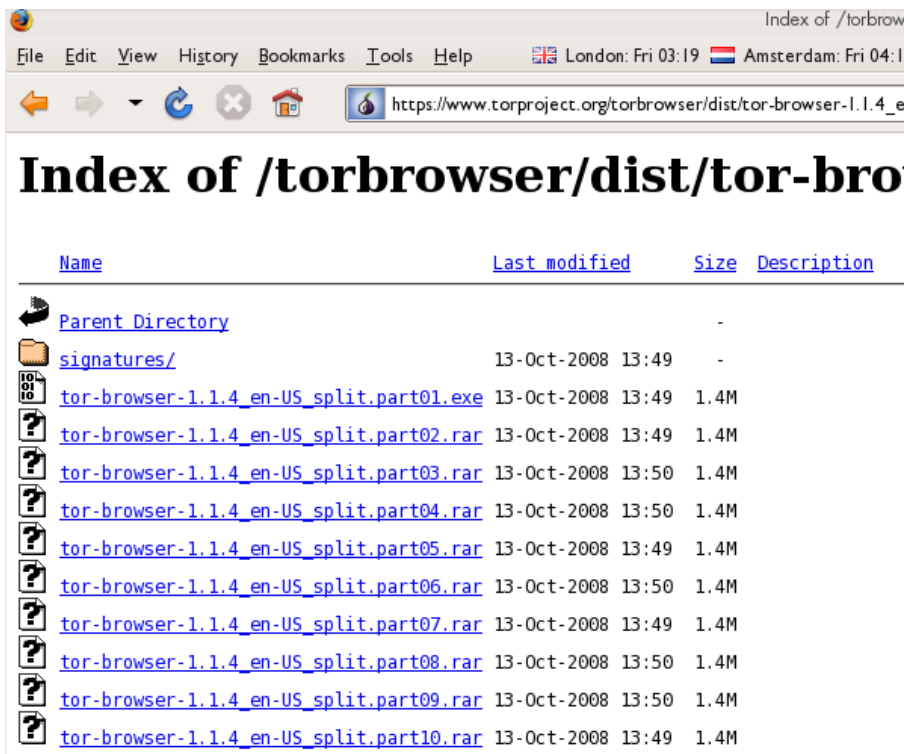 Index of /torbrow
File Edit View History Bookmarks Tools Help London: Fri 03:19 Amsterdam: Fri 04:1
https://www.torproject.org/torbrowser/dist/tor-browser-1.1.4_e
Index of /torbrowser/dist/tor-bro
Name Last modified Size Description
Parent Directory -
signatures/ 13-Oct-2008 13:49 -
tor-browser-1.1.4_en-US_split.part01.exe 13-Oct-2008 13:49 1.4M
tor-browser-1.1.4_en-US_split.part02.rar 13-Oct-2008 13:49 1.4M
tor-browser-1.1.4_en-US_split.part03.rar 13-Oct-2008 13:50 1.4M
tor-browser-1.1.4_en-US_split.part04.rar 13-Oct-2008 13:50 1.4M
tor-browser-1.1.4_en-US_split.part05.rar 13-Oct-2008 13:49 1.4M
tor-browser-1.1.4_en-US_split.part06.rar 13-Oct-2008 13:50 1.4M
tor-browser-1.1.4_en-US_split.part07.rar 13-Oct-2008 13:49 1.4M
tor-browser-1.1.4_en-US_split.part08.rar 13-Oct-2008 13:50 1.4M
tor-browser-1.1.4_en-US_split.part09.rar 13-Oct-2008 13:50 1.4M
tor-browser-1.1.4_en-US_split.part10.rar 13-Oct-2008 13:49 1.4M